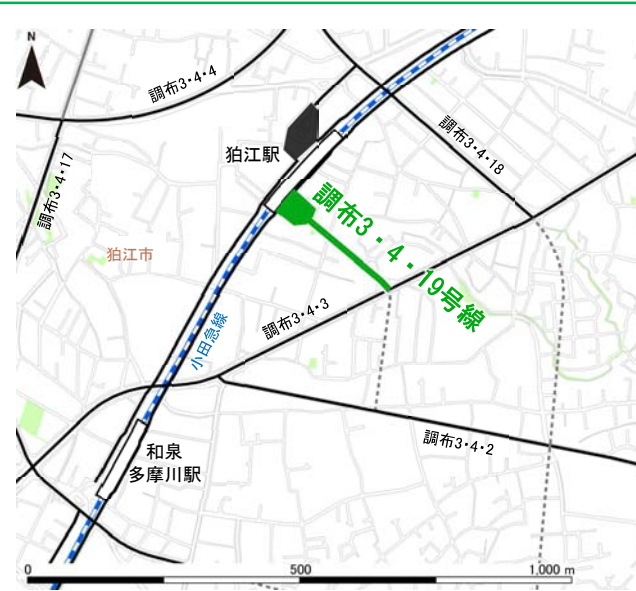 N
調布3・4・4
調布3・4・17
狛江駅
調布3・4・18
調布3・4・19号線
狛江市
小田急線
調布3・4・3
調布3・4・2
和泉
多摩川駅
0
500
1,000 m